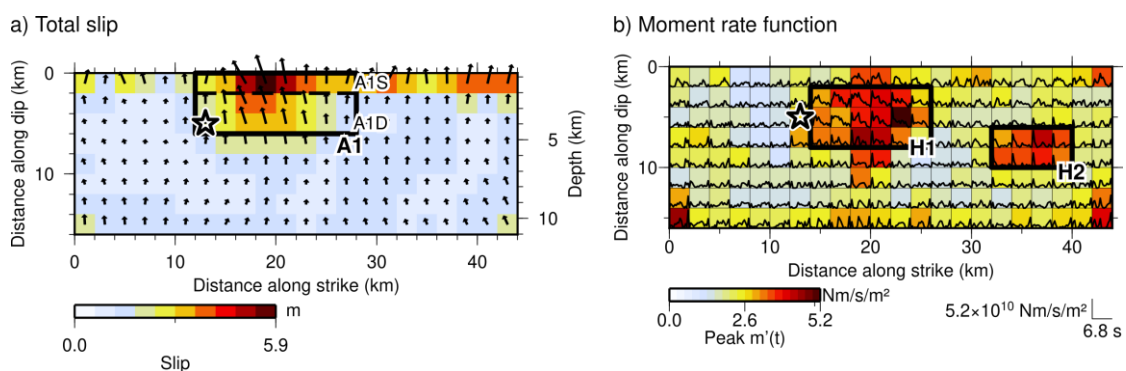 a) Total slip
0
10
Distance along dip (km)
A1S
A1D
A1
5
10
Depth (km)
0 10 20 30 40
Distance along strike (km)
m
0.0 5.9
Slip
b) Moment rate function
0
10
Distance along dip (km)
H1
H2
0 10 20 30 40
Distance along strike (km)
Nm/s/m²
0.0 2.6 5.2
Peak m'(t)
5.2×10¹⁰ Nm/s/m²
6.8 s